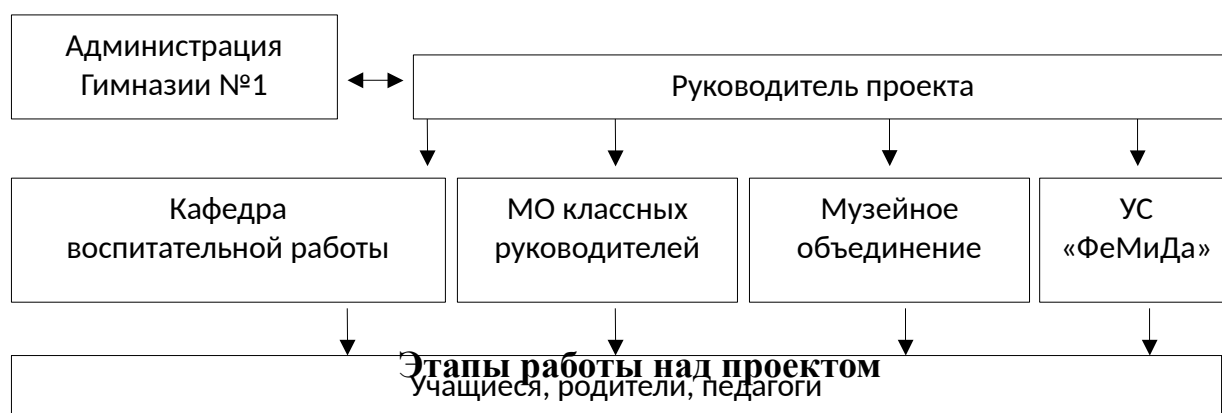 Администрация
Гимназии №1
Руководитель проекта
Кафедра
воспитательной работы
МО классных
руководителей
Музейное
объединение
УС
«ФеМиДа»
Этапы работы над проектом
Учащиеся, родители, педагоги